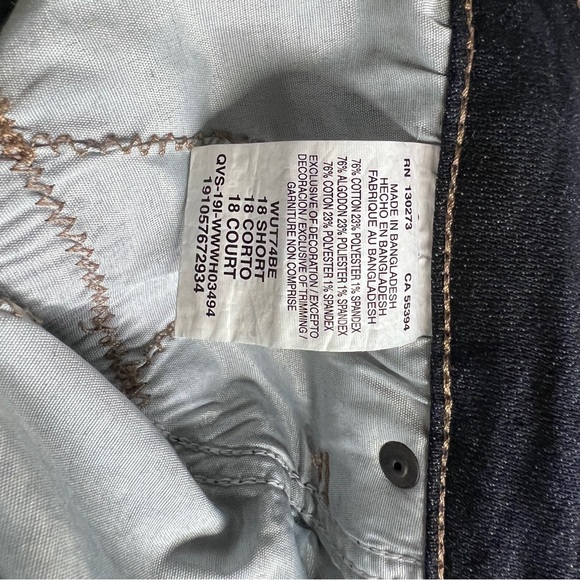 RN 130273 CA 55394
MADE IN BANGLADESH
HECHO EN BANGLADESH
FABRIQUE AU BANGLADESH
76% COTTON 23% POLYESTER 1% SPANDEX
76% ALGODON 23% POLIESTER 1% SPANDEX
76% COTON 23% POLYESTER 1% SPANDEX
EXCLUSIVE OF DECORATION / EXCEPTO
DECORACION / EXCLUSIVE OF TRIMMING /
GARNITURE NON COMPRISE
WU174BE
18 SHORT
18 CORTO
18 COURT
QVS-19I-WWWH03494
191057672934